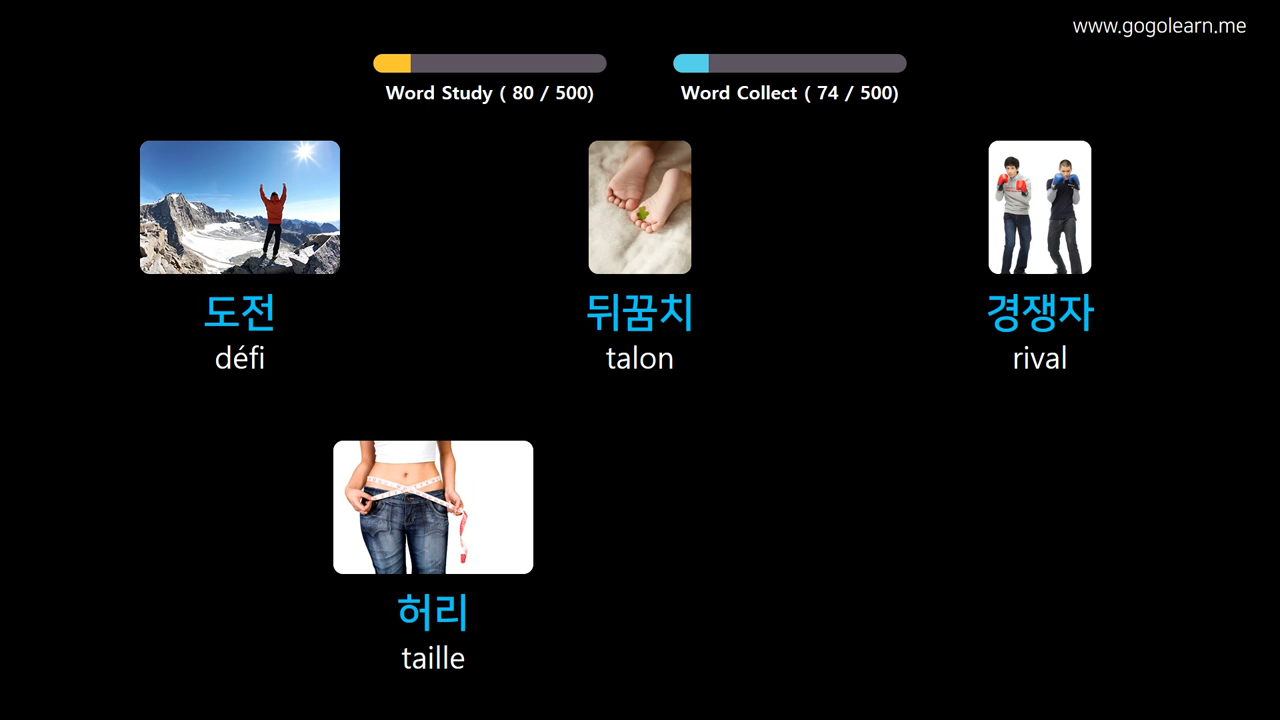 www.gogolearn.me
Word Study ( 80 / 500)
Word Collect ( 74 / 500)
도전
défi
뒤꿈치
talon
경쟁자
rival
허리
taille